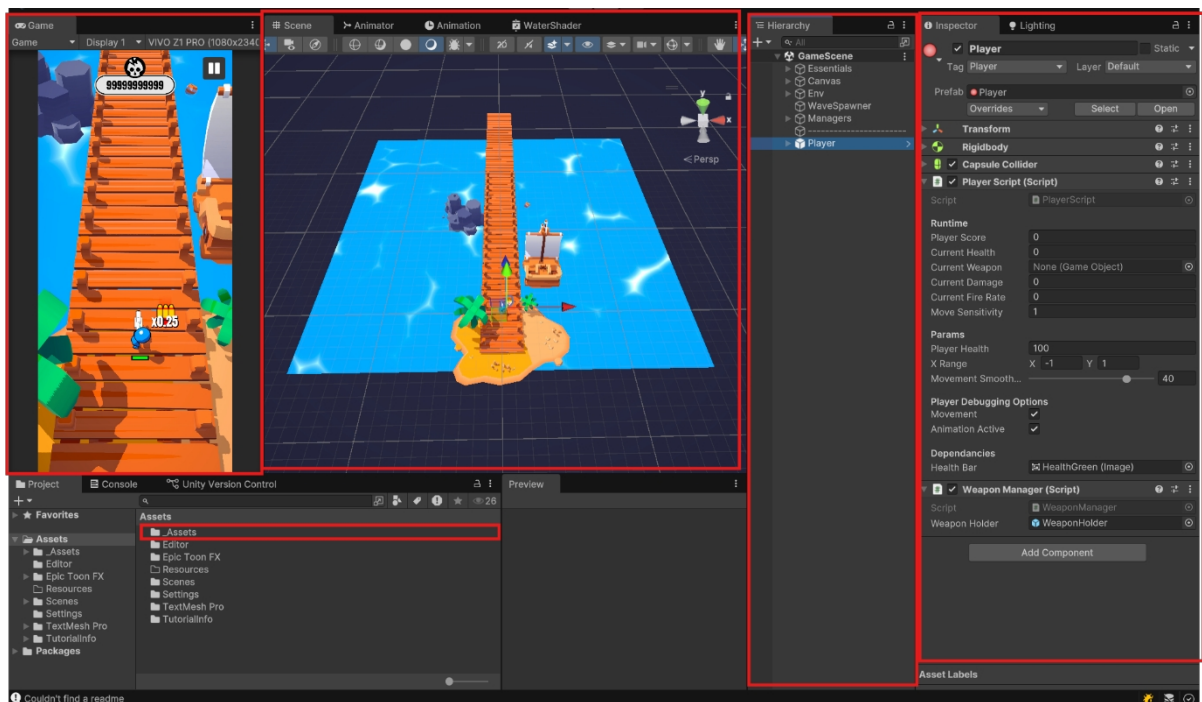 Game
Game Display 1 VIVO Z1 PRO (1080x2340
99999999999
x0.25
Scene Animator Animation WaterShader
y
x
Persp
Hierarchy
All
GameScene
Essentials
Canvas
Env
WaveSpawner
Managers
-----------------------
Player
Inspector Lighting
Player Static
Tag Player Layer Default
Prefab Player
Overrides Select Open
Transform
Rigidbody
Capsule Collider
Player Script (Script)
Script PlayerScript
Runtime
Player Score 0
Current Health 0
Current Weapon None (Game Object)
Current Damage 0
Current Fire Rate 0
Move Sensitivity 1
Params
Player Health 100
X Range X -1 Y 1
Movement Smooth... 40
Player Debugging Options
Movement
Animation Active
Dependancies
Health Bar HealthGreen (Image)
Weapon Manager (Script)
Script WeaponManager
Weapon Holder WeaponHolder
Add Component
Asset Labels
Project Console Unity Version Control
26
Favorites
Assets
_Assets
Editor
Epic Toon FX
Resources
Scenes
Settings
TextMesh Pro
TutorialInfo
Packages
Assets
_Assets
Editor
Epic Toon FX
Resources
Scenes
Settings
TextMesh Pro
TutorialInfo
Preview
Couldn't find a readme